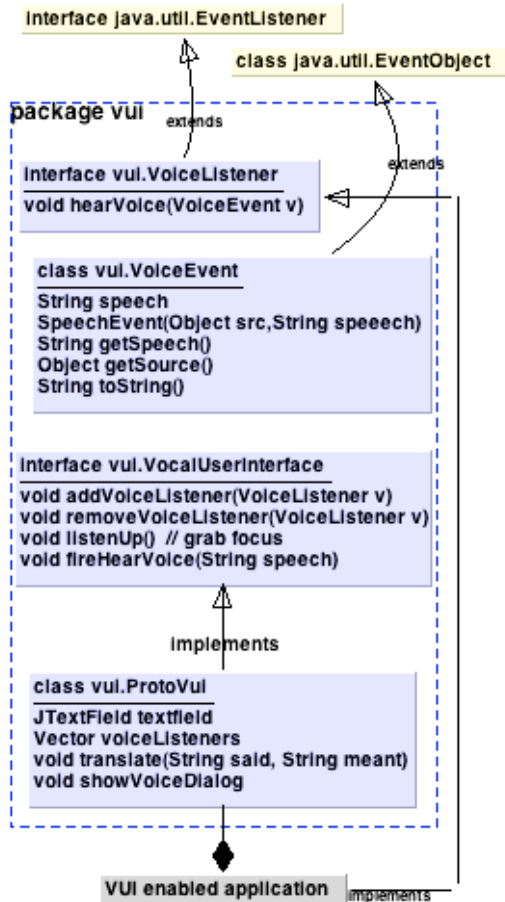 interface java.util.EventListener
class java.util.EventObject
package vui
extends
extends
interface vui.VoiceListener
void hearVoice(VoiceEvent v)
class vui.VoiceEvent
String speech
SpeechEvent(Object src,String speeech)
String getSpeech()
Object getSource()
String toString()
interface vui.VocalUserInterface
void addVoiceListener(VoiceListener v)
void removeVoiceListener(VoiceListener v)
void listenUp() // grab focus
void fireHearVoice(String speech)
implements
class vui.ProtoVui
JTextField textfield
Vector voiceListeners
void translate(String said, String meant)
void showVoiceDialog
VUI enabled application
implements